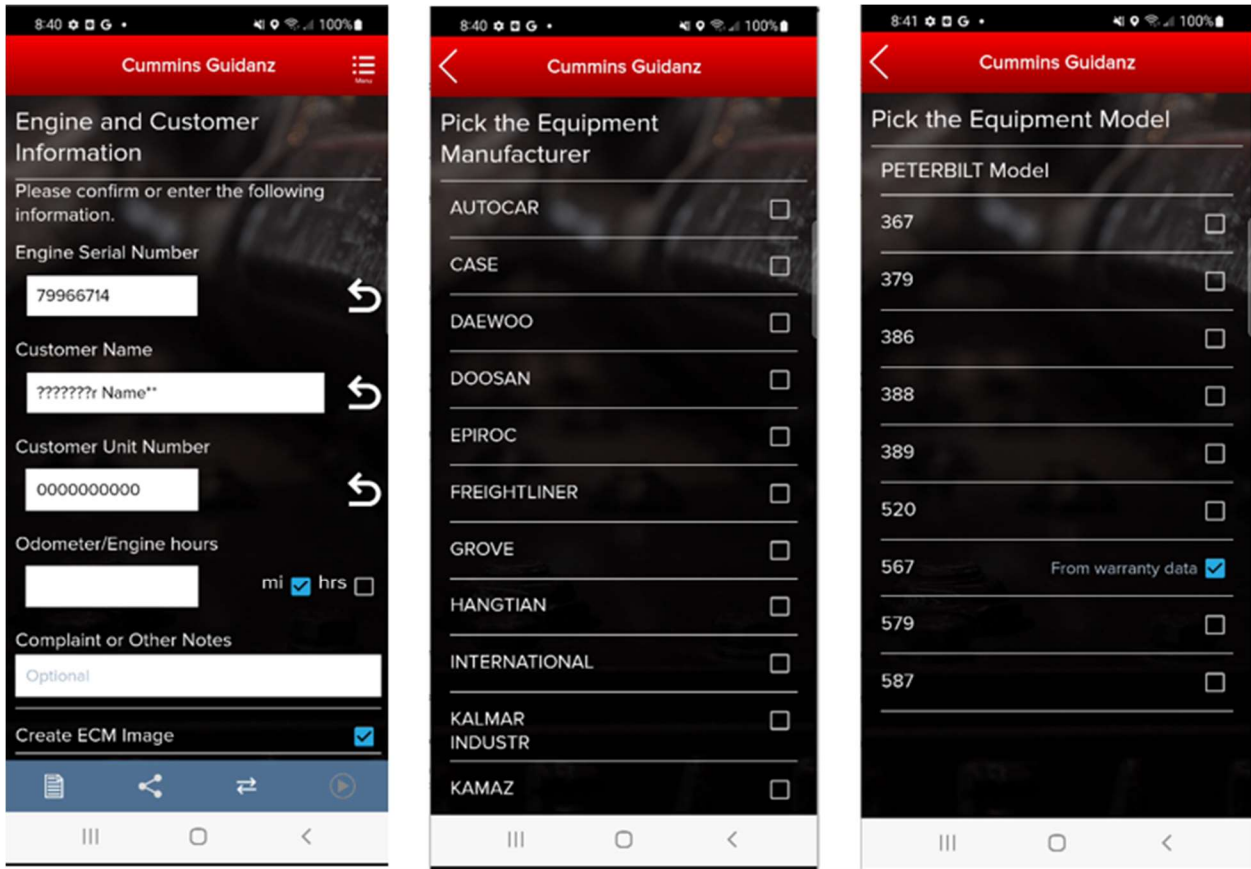 8:40 G • 100%
Cummins Guidanz
Menu
Engine and Customer
Information
Please confirm or enter the following
information.
Engine Serial Number
79966714
Customer Name
???????r Name**
Customer Unit Number
0000000000
Odometer/Engine hours
mi hrs
Complaint or Other Notes
Optional
Create ECM Image
8:40 G • 100%
Cummins Guidanz
Pick the Equipment
Manufacturer
AUTOCAR
CASE
DAEWOO
DOOSAN
EPIROC
FREIGHTLINER
GROVE
HANGTIAN
INTERNATIONAL
KALMAR
INDUSTR
KAMAZ
8:41 G • 100%
Cummins Guidanz
Pick the Equipment Model
PETERBILT Model
367
379
386
388
389
520
567 From warranty data
579
587